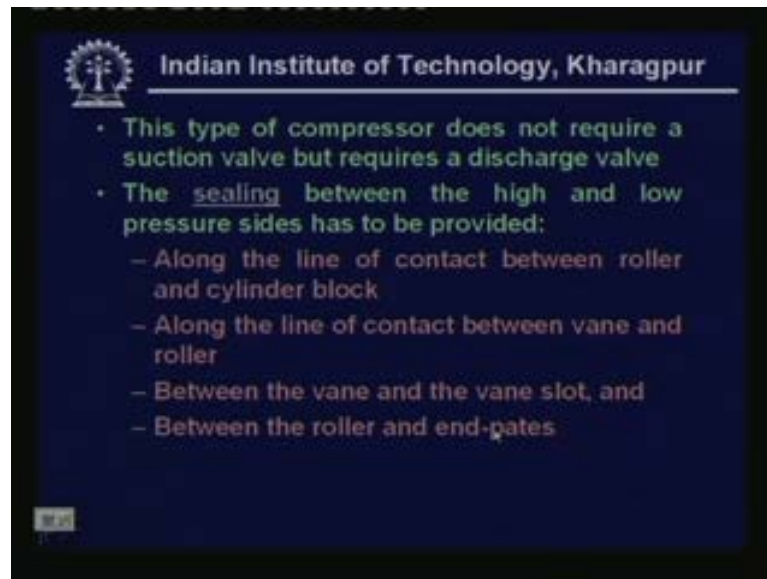 Indian Institute of Technology, Kharagpur
• This type of compressor does not require a
suction valve but requires a discharge valve
• The sealing between the high and low
pressure sides has to be provided:
– Along the line of contact between roller
and cylinder block
– Along the line of contact between vane and
roller
– Between the vane and the vane slot, and
– Between the roller and end-pates